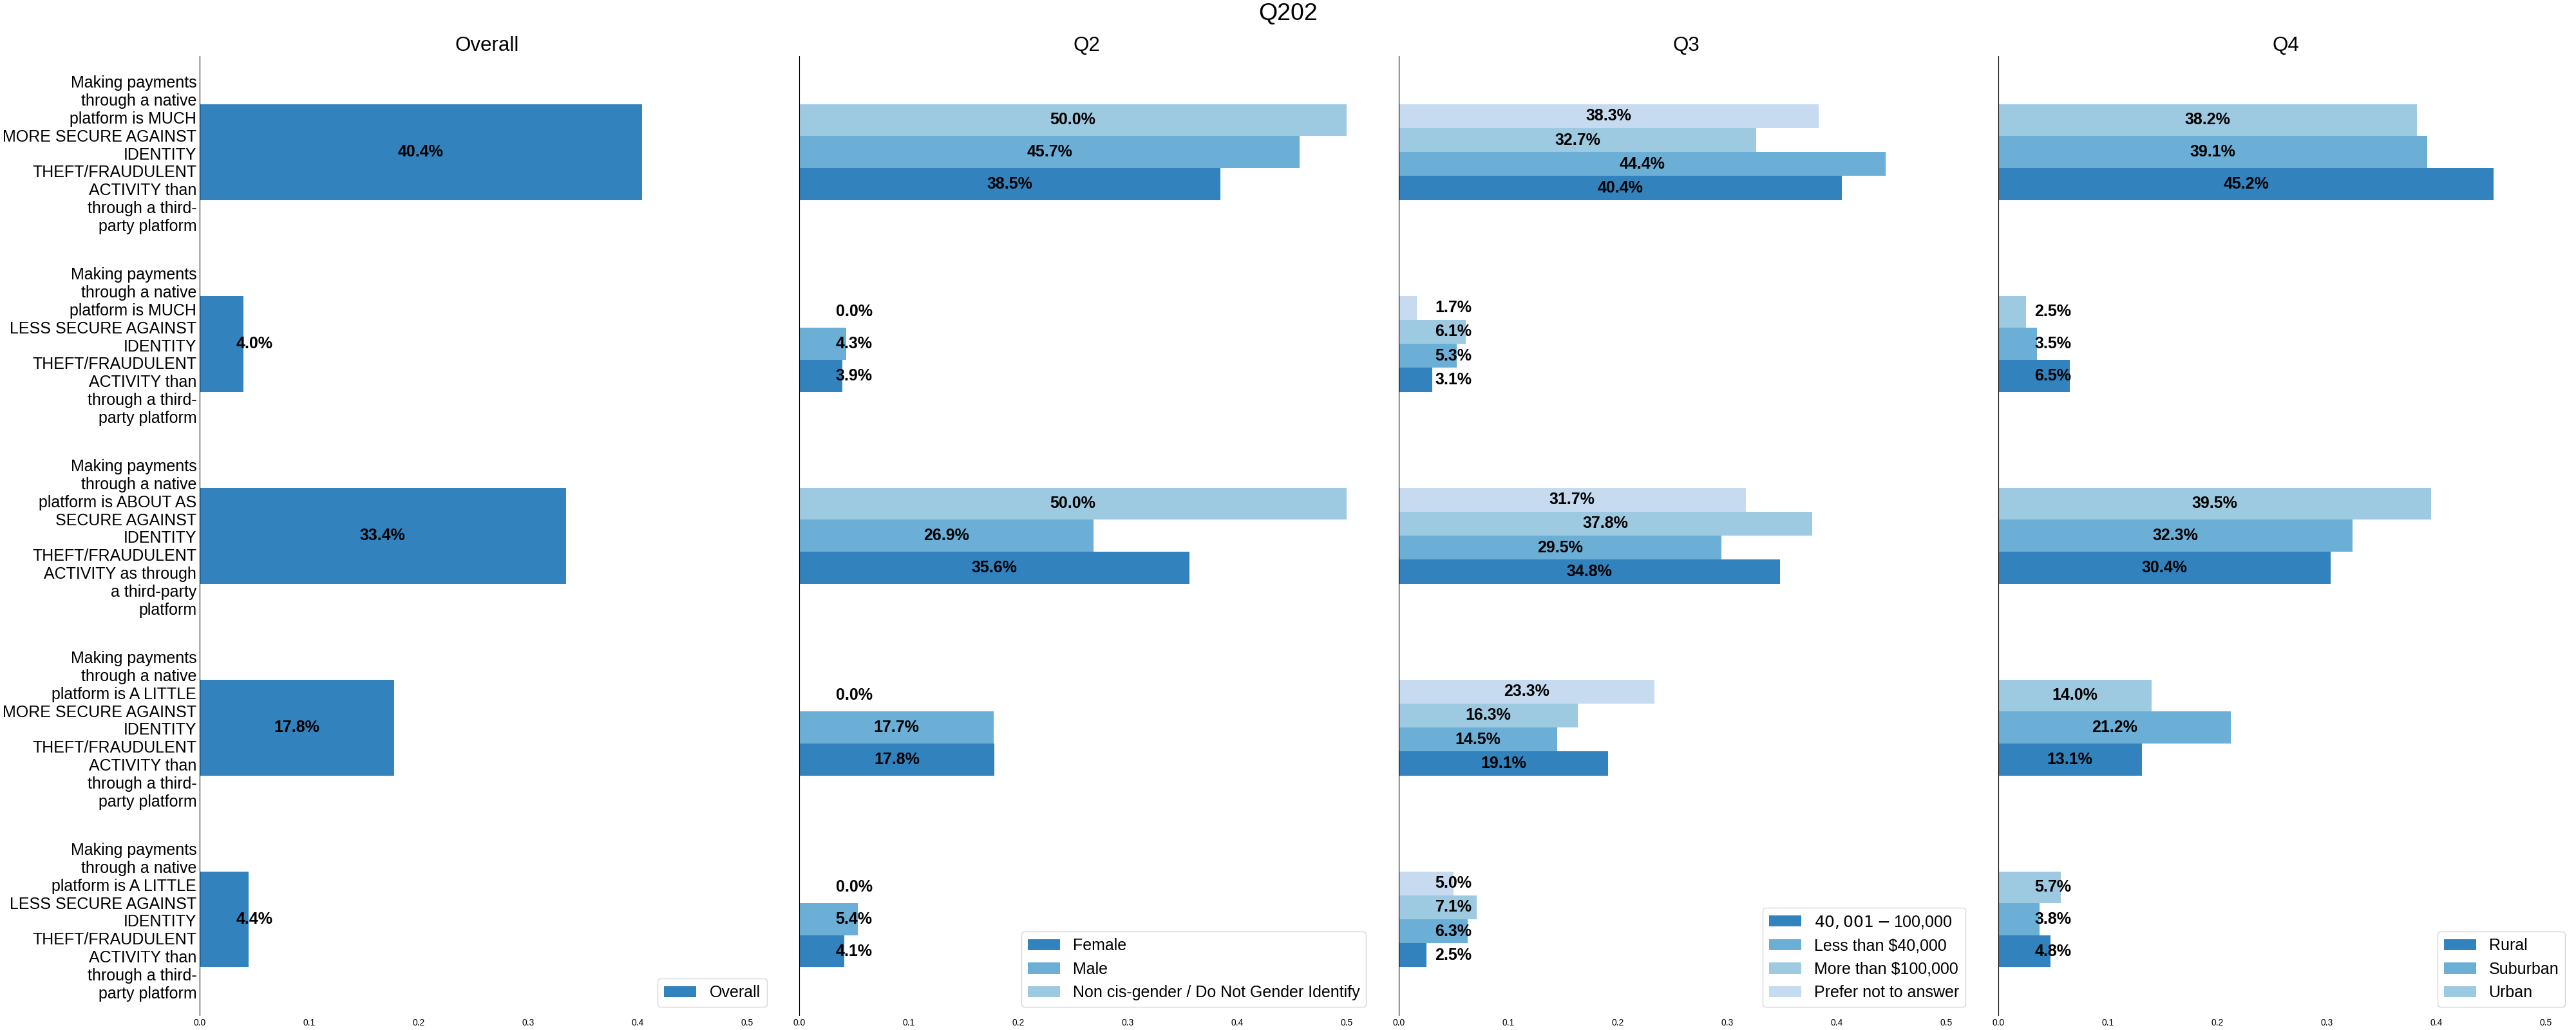 Q202
Overall
Making payments
through a native
platform is MUCH
MORE SECURE AGAINST
IDENTITY
THEFT/FRAUDULENT
ACTIVITY than
through a third-
party platform
Making payments
through a native
platform is MUCH
LESS SECURE AGAINST
IDENTITY
THEFT/FRAUDULENT
ACTIVITY than
through a third-
party platform
Making payments
through a native
platform is ABOUT AS
SECURE AGAINST
IDENTITY
THEFT/FRAUDULENT
ACTIVITY as through
a third-party
platform
Making payments
through a native
platform is A LITTLE
MORE SECURE AGAINST
IDENTITY
THEFT/FRAUDULENT
ACTIVITY than
through a third-
party platform
Making payments
through a native
platform is A LITTLE
LESS SECURE AGAINST
IDENTITY
THEFT/FRAUDULENT
ACTIVITY than
through a third-
party platform
40.4%
4.0%
33.4%
17.8%
4.4%
Overall
0.0 0.1 0.2 0.3 0.4 0.5
Q2
50.0%
45.7%
38.5%
0.0%
4.3%
3.9%
50.0%
26.9%
35.6%
0.0%
17.7%
17.8%
0.0%
5.4%
4.1%
Female
Male
Non cis-gender / Do Not Gender Identify
0.0 0.1 0.2 0.3 0.4 0.5
Q3
38.3%
32.7%
44.4%
40.4%
1.7%
6.1%
5.3%
3.1%
31.7%
37.8%
29.5%
34.8%
23.3%
16.3%
14.5%
19.1%
5.0%
7.1%
6.3%
2.5%
40,001-100,000
Less than $40,000
More than $100,000
Prefer not to answer
0.0 0.1 0.2 0.3 0.4 0.5
Q4
38.2%
39.1%
45.2%
2.5%
3.5%
6.5%
39.5%
32.3%
30.4%
14.0%
21.2%
13.1%
5.7%
3.8%
4.8%
Rural
Suburban
Urban
0.0 0.1 0.2 0.3 0.4 0.5